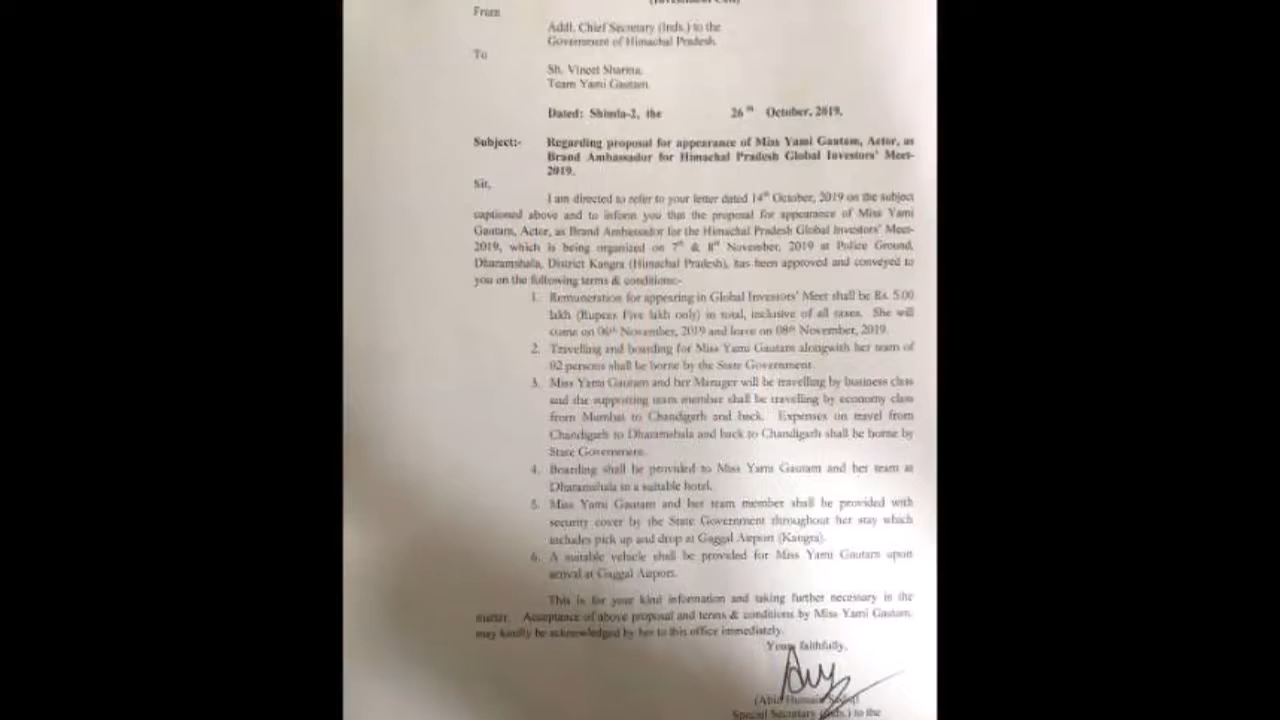 From
Addl. Chief Secretary (Inds.) to the
Government of Himachal Pradesh.
To
Sh. Vineet Sharma,
Team Yami Gautam.
Dated: Shimla-2, the 26th October, 2019.
Subject:- Regarding proposal for appearance of Miss Yami Gautam, Actor, as
Brand Ambassador for Himachal Pradesh Global Investors' Meet-
2019.
Sir,
I am directed to refer to your letter dated 14th October, 2019 on the subject
captioned above and to inform you that the proposal for appearance of Miss Yami
Gautam, Actor, as Brand Ambassador for the Himachal Pradesh Global Investors' Meet-
2019, which is being organized on 7th & 8th November, 2019 at Police Ground,
Dharamshala, District Kangra (Himachal Pradesh), has been approved and conveyed to
you on the following terms & conditions:-
1. Remuneration for appearing in Global Investors' Meet shall be Rs. 5.00
lakh (Rupees Five lakh only) in total, inclusive of all taxes. She will
come on 06th November, 2019 and leave on 08th November, 2019.
2. Travelling and boarding for Miss Yami Gautam alongwith her team of
02 persons shall be borne by the State Government.
3. Miss Yami Gautam and her Manager will be travelling by business class
and the supporting team member shall be travelling by economy class
from Mumbai to Chandigarh and back. Expenses on travel from
Chandigarh to Dharamshala and back to Chandigarh shall be borne by
State Government.
4. Boarding shall be provided to Miss Yami Gautam and her team at
Dharamshala in a suitable hotel.
5. Miss Yami Gautam and her team member shall be provided with
security cover by the State Government throughout her stay which
includes pick up and drop at Gaggal Airport (Kangra).
6. A suitable vehicle shall be provided for Miss Yami Gautam upon
arrival at Gaggal Airport.
This is for your kind information and taking further necessary in the
matter. Acceptance of above proposal and terms & conditions by Miss Yami Gautam,
may kindly be acknowledged by her to this office immediately.
Yours faithfully,
(Abid Hussain
Special Secretary (Inds.) to the